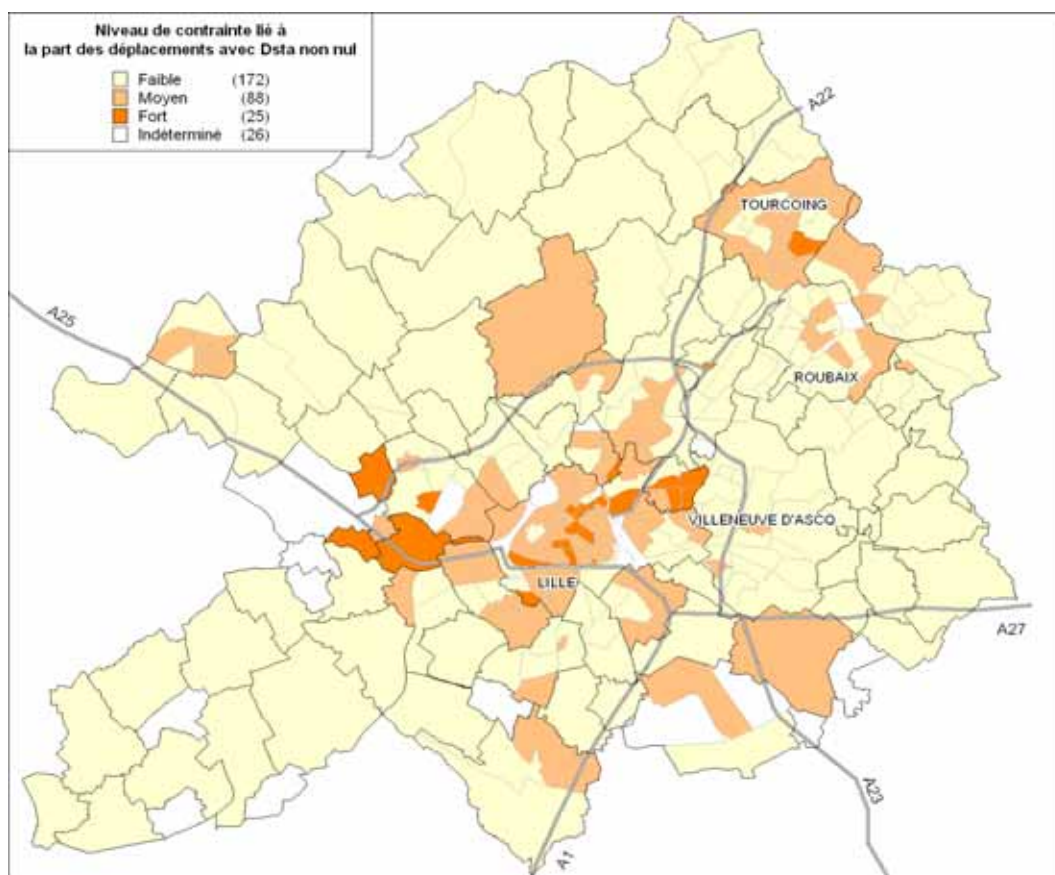 Niveau de contrainte lié à
la part des déplacements avec Dsta non nul
Faible (172)
Moyen (88)
Fort (25)
Indéterminé (26)
A22
TOURCOING
A25
ROUBAIX
VILLENEUVE D'ASCQ
LILLE
A27
A23
A1